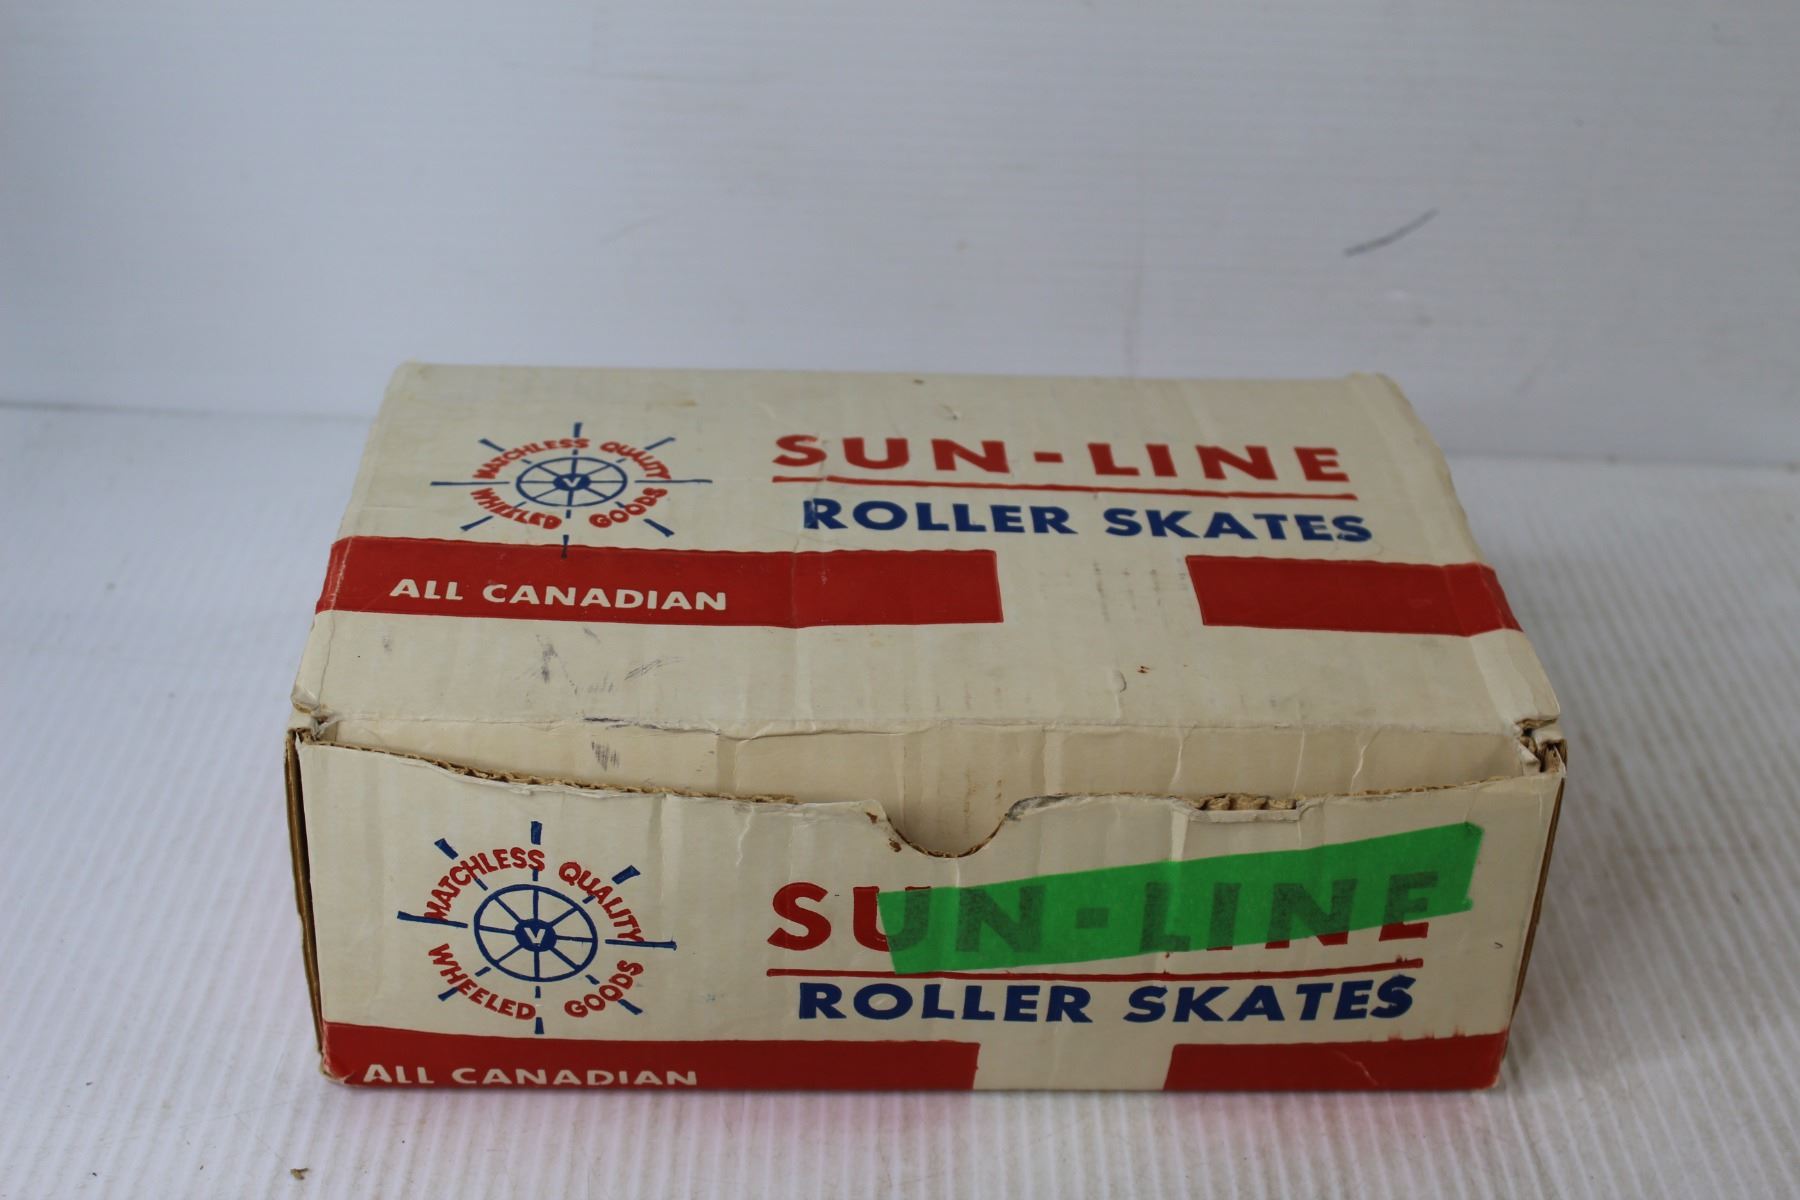 MATCHLESS QUALITY
WHEELED GOODS
V
SUN-LINE
ROLLER SKATES
ALL CANADIAN
MATCHLESS QUALITY
WHEELED GOODS
V
SUN-LINE
ROLLER SKATES
ALL CANADIAN